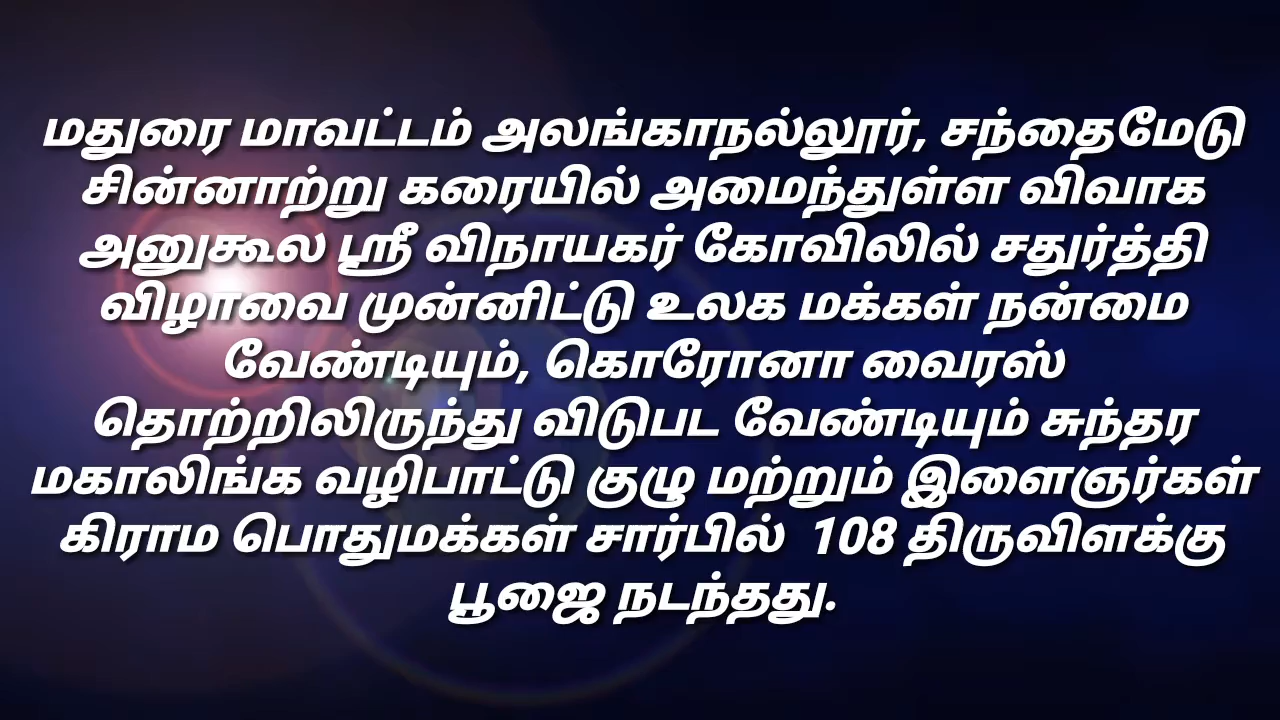 மதுரை மாவட்டம் அலங்காநல்லூர், சந்தைமேடு
சின்னாற்று கரையில் அமைந்துள்ள விவாக
அனுகூல ஸ்ரீ விநாயகர் கோவிலில் சதுர்த்தி
விழாவை முன்னிட்டு உலக மக்கள் நன்மை
வேண்டியும், கொரோனா வைரஸ்
தொற்றிலிருந்து விடுபட வேண்டியும் சுந்தர
மகாலிங்க வழிபாட்டு குழு மற்றும் இளைஞர்கள்
கிராம பொதுமக்கள் சார்பில் 108 திருவிளக்கு
பூஜை நடந்தது.